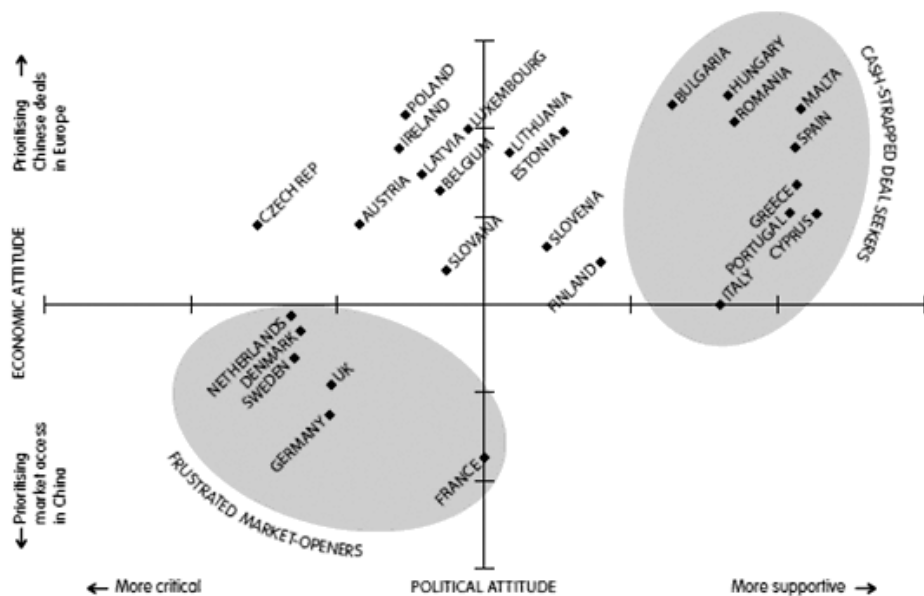 Prioritising
Chinese deals
in Europe
ECONOMIC ATTITUDE
Prioritising
market access
in China
POLAND
IRELAND
LUXEMBOURG
LATVIA
BELGIUM
LITHUANIA
ESTONIA
CZECH REP
AUSTRIA
SLOVANIA
SLOVENIA
FINLAND
BULGARIA
HUNGARY
ROMANIA
MALTA
SPAIN
GREECE
PORTUGAL
CYPRUS
ITALY
CASH-STRAPPED DEAL SEEKERS
NETHERLANDS
DENMARK
SWEDEN
UK
GERMANY
FRANCE
FRUSTRATED MARKET-OPENERS
More critical
POLITICAL ATTITUDE
More supportive